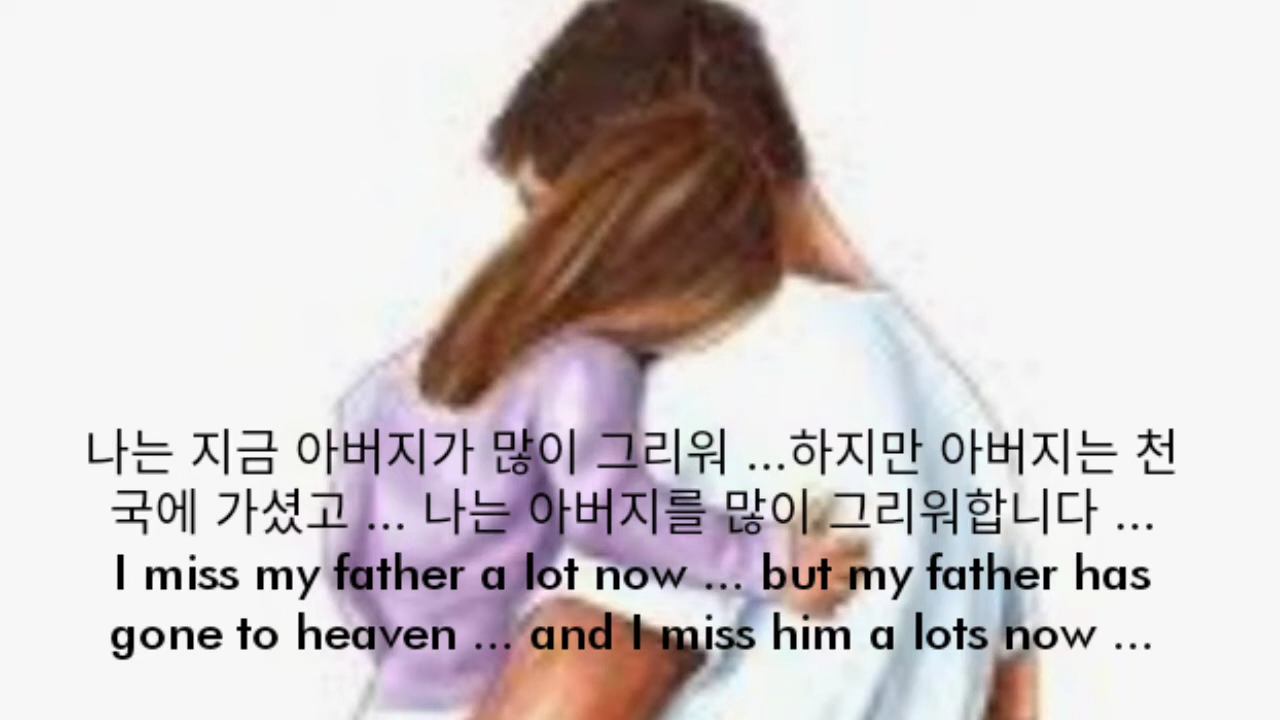 나는 지금 아버지가 많이 그리워 ...하지만 아버지는 천
국에 가셨고 ... 나는 아버지를 많이 그리워합니다 ...
I miss my father a lot now ... but my father has
gone to heaven ... and I miss him a lots now ...